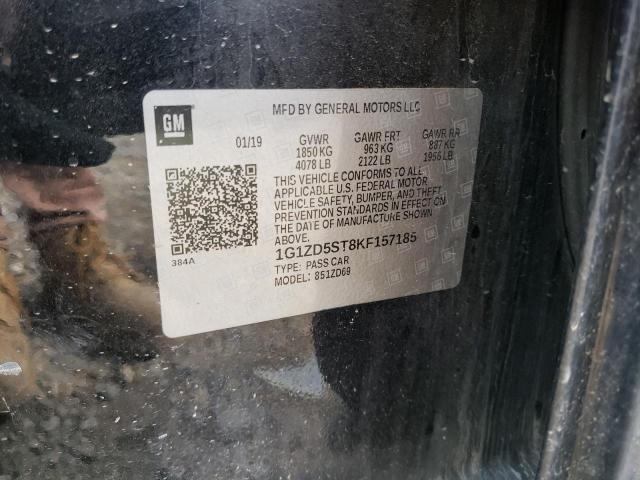 GM
MFD BY GENERAL MOTORS LLC
01/19 GVWR GAWR FRT GAWR RR
1850 KG 963 KG 887 KG
4078 LB 2122 LB 1956 LB
THIS VEHICLE CONFORMS TO ALL
APPLICABLE U.S. FEDERAL MOTOR
VEHICLE SAFETY, BUMPER, AND THEFT
PREVENTION STANDARDS IN EFFECT ON
THE DATE OF MANUFACTURE SHOWN
ABOVE.
384A
1G1ZD5ST8KF157185
TYPE: PASS CAR
MODEL: 851ZD69